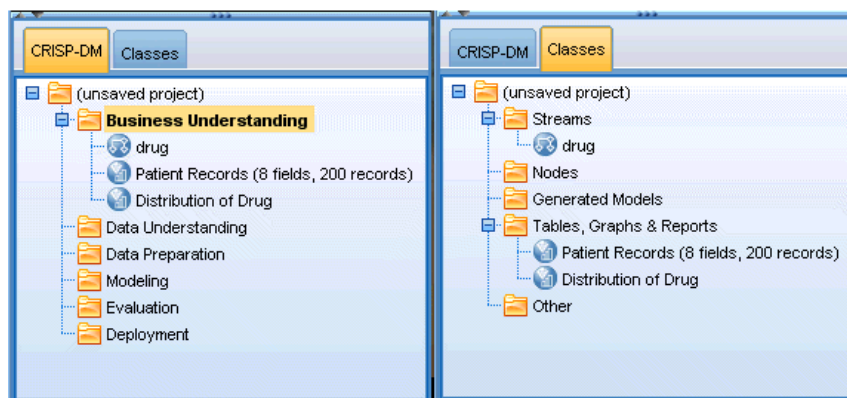 CRISP-DM
Classes
(unsaved project)
Business Understanding
drug
Patient Records (8 fields, 200 records)
Distribution of Drug
Data Understanding
Data Preparation
Modeling
Evaluation
Deployment
CRISP-DM
Classes
(unsaved project)
Streams
drug
Nodes
Generated Models
Tables, Graphs & Reports
Patient Records (8 fields, 200 records)
Distribution of Drug
Other